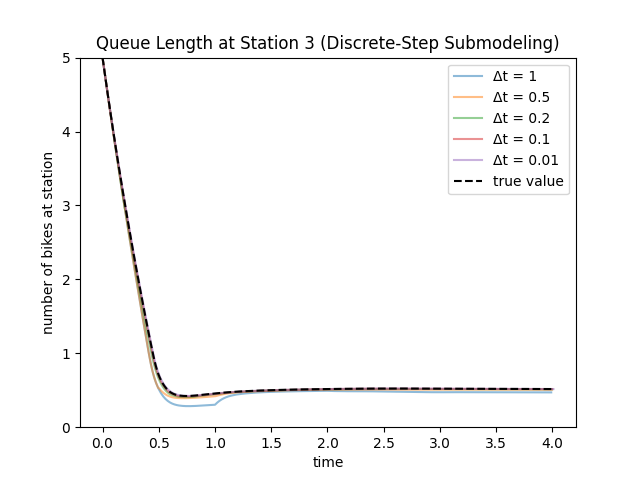 Queue Length at Station 3 (Discrete-Step Submodeling)
5
4
3
2
1
0
number of bikes at station
Δt = 1
Δt = 0.5
Δt = 0.2
Δt = 0.1
Δt = 0.01
true value
0.0 0.5 1.0 1.5 2.0 2.5 3.0 3.5 4.0
time